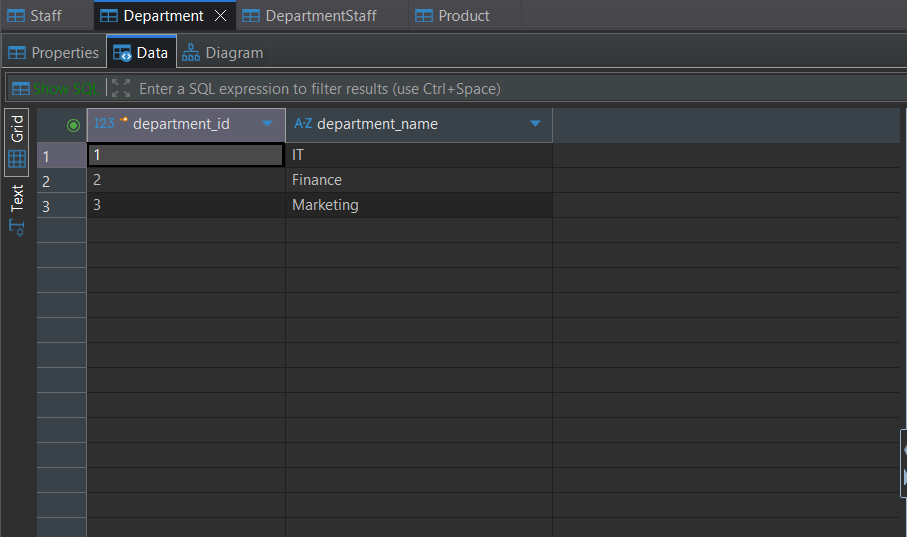 Staff Department DepartmentStaff Product
Properties Data Diagram
Show SQL Enter a SQL expression to filter results (use Ctrl+Space)
Grid
Text
123 department_id A-Z department_name
1 1 IT
2 2 Finance
3 3 Marketing